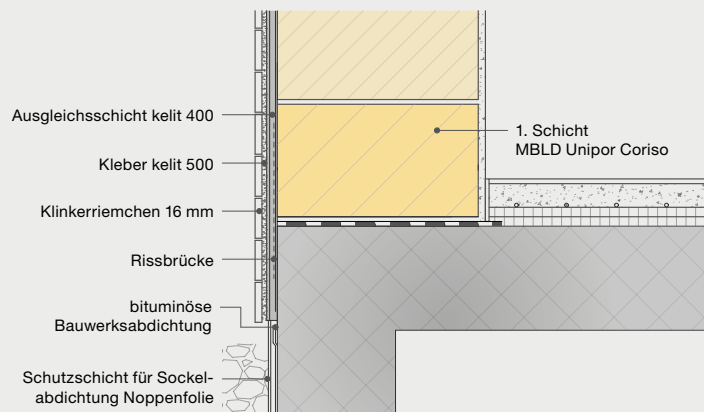 Ausgleichsschicht kelit 400
Kleber kelit 500
Klinkerriemchen 16 mm
Rissbrücke
bituminöse
Bauwerksabdichtung
Schutzschicht für Sockel-
abdichtung Noppenfolie
1. Schicht
MBLD Unipor Coriso